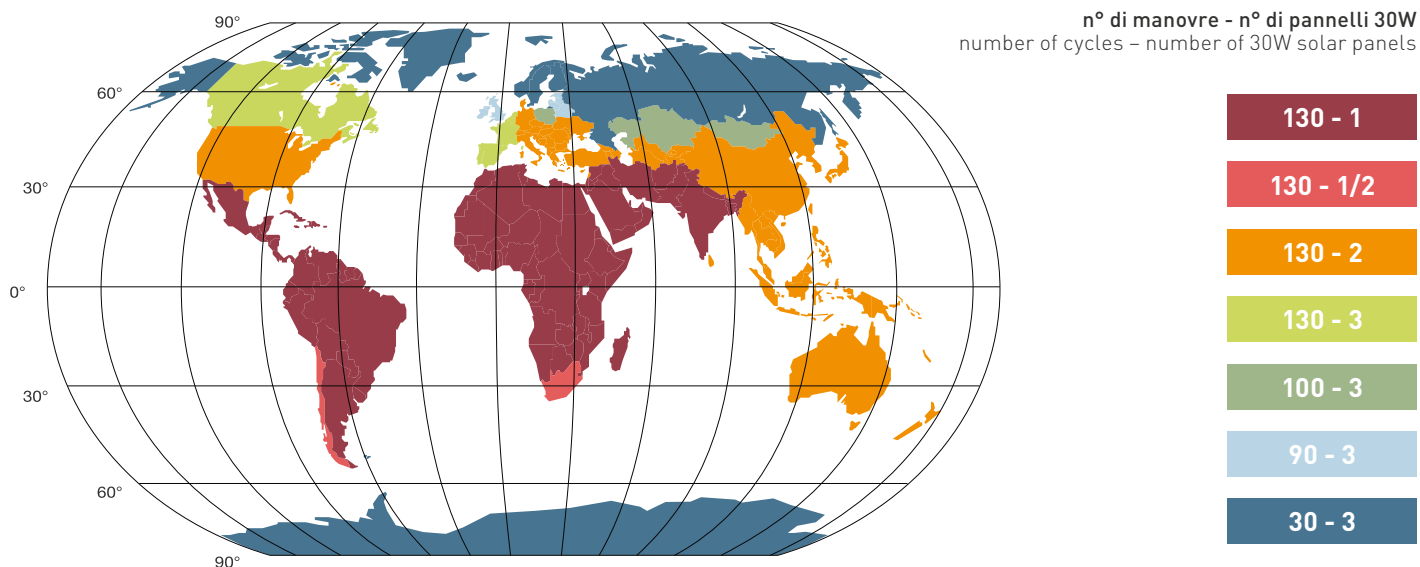 90°
60°
30°
0°
30°
60°
90°
n° di manovre - n° di pannelli 30W
number of cycles – number of 30W solar panels
130 - 1
130 - 1/2
130 - 2
130 - 3
100 - 3
90 - 3
30 - 3